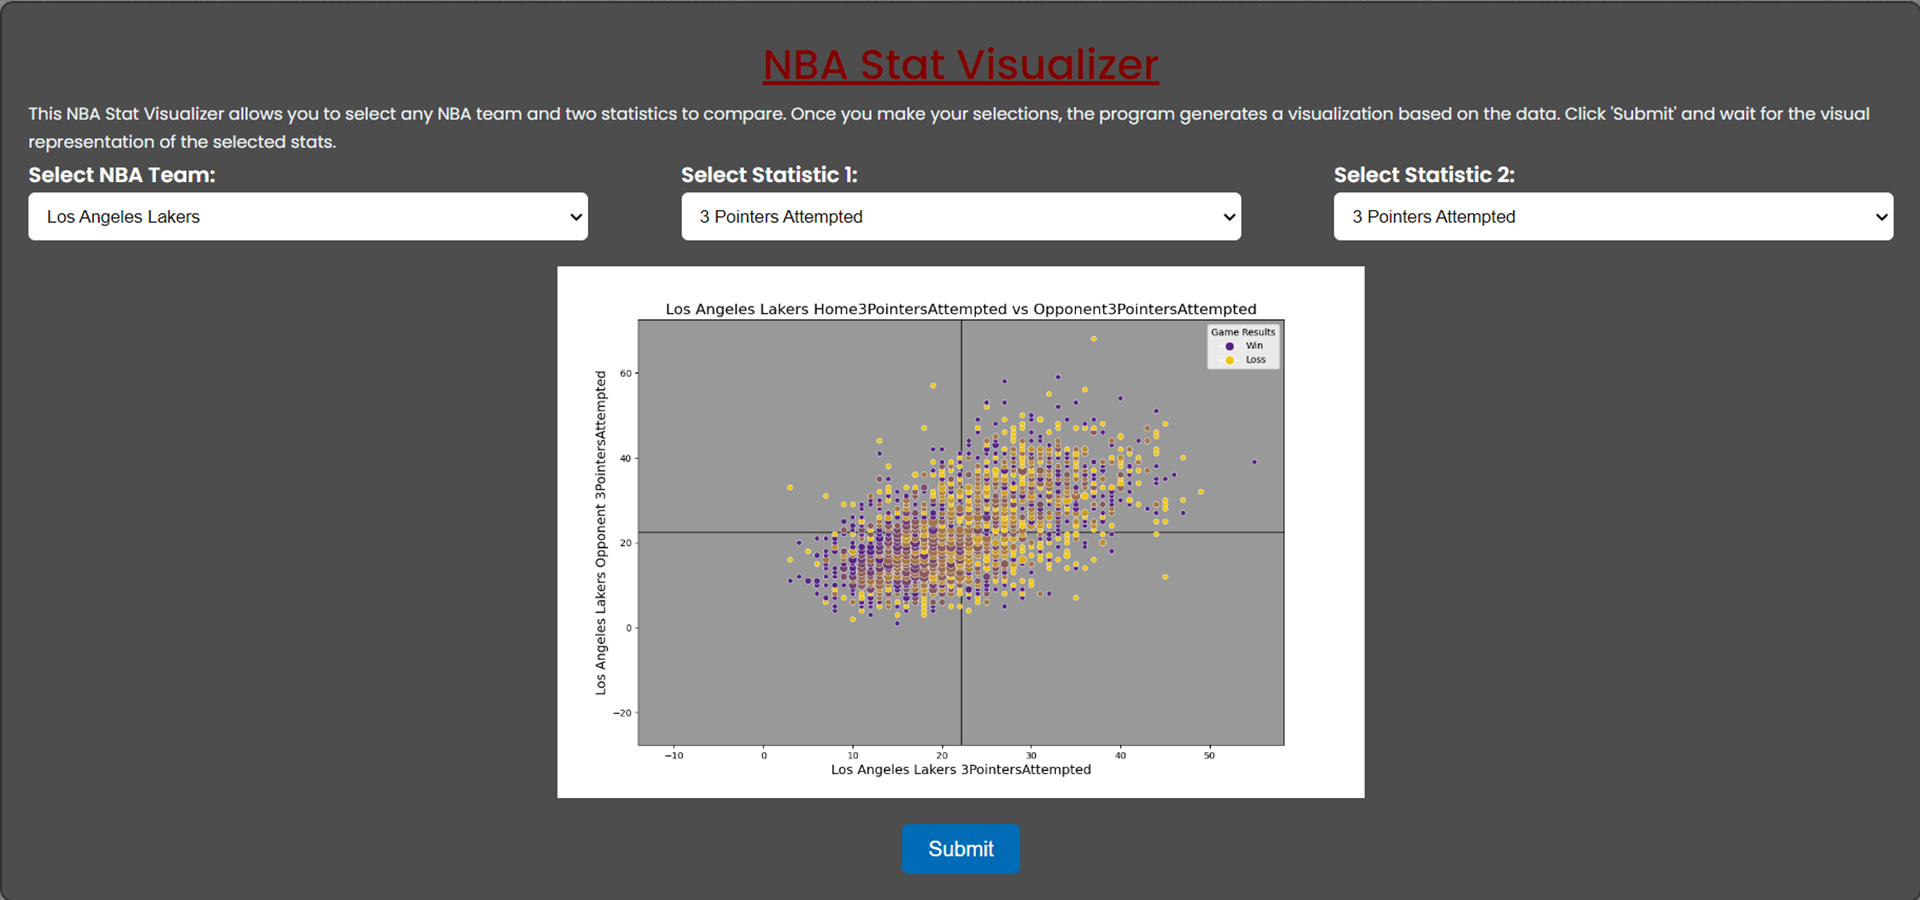 NBA Stat Visualizer
This NBA Stat Visualizer allows you to select any NBA team and two statistics to compare. Once you make your selections, the program generates a visualization based on the data. Click 'Submit' and wait for the visual
representation of the selected stats.
Select NBA Team:
Select Statistic 1:
Select Statistic 2:
Los Angeles Lakers
3 Pointers Attempted
3 Pointers Attempted
Los Angeles Lakers Home3PointersAttempted vs Opponent3PointersAttempted
Game Results
Win
Loss
Los Angeles Lakers Opponent 3PointersAttempted
60
40
20
0
−20
−10
0
10
20
30
40
50
Los Angeles Lakers 3PointersAttempted
Submit